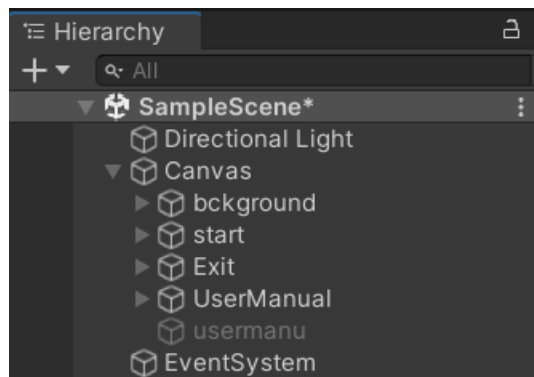 Hierarchy
All
SampleScene*
Directional Light
Canvas
bckground
start
Exit
UserManual
usermanu
EventSystem